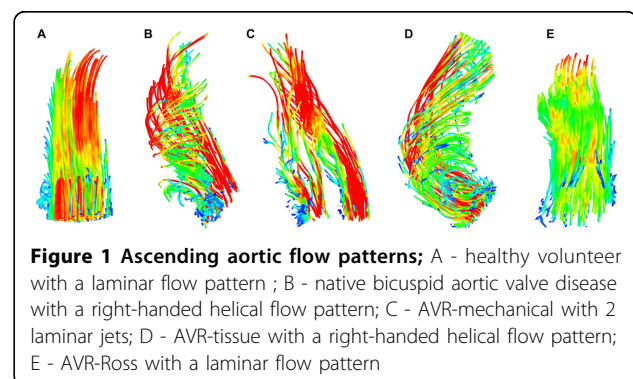 A B C D E
Figure 1 Ascending aortic flow patterns; A - healthy volunteer
with a laminar flow pattern ; B - native bicuspid aortic valve disease
with a right-handed helical flow pattern; C - AVR-mechanical with 2
laminar jets; D - AVR-tissue with a right-handed helical flow pattern;
E - AVR-Ross with a laminar flow pattern